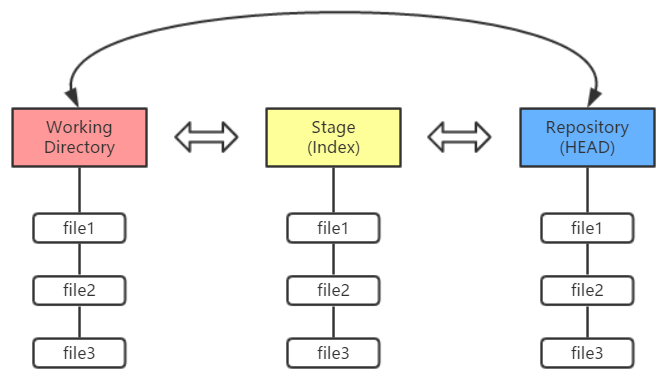 Working
Directory
Stage
(Index)
Repository
(HEAD)
file1
file1
file1
file2
file2
file2
file3
file3
file3